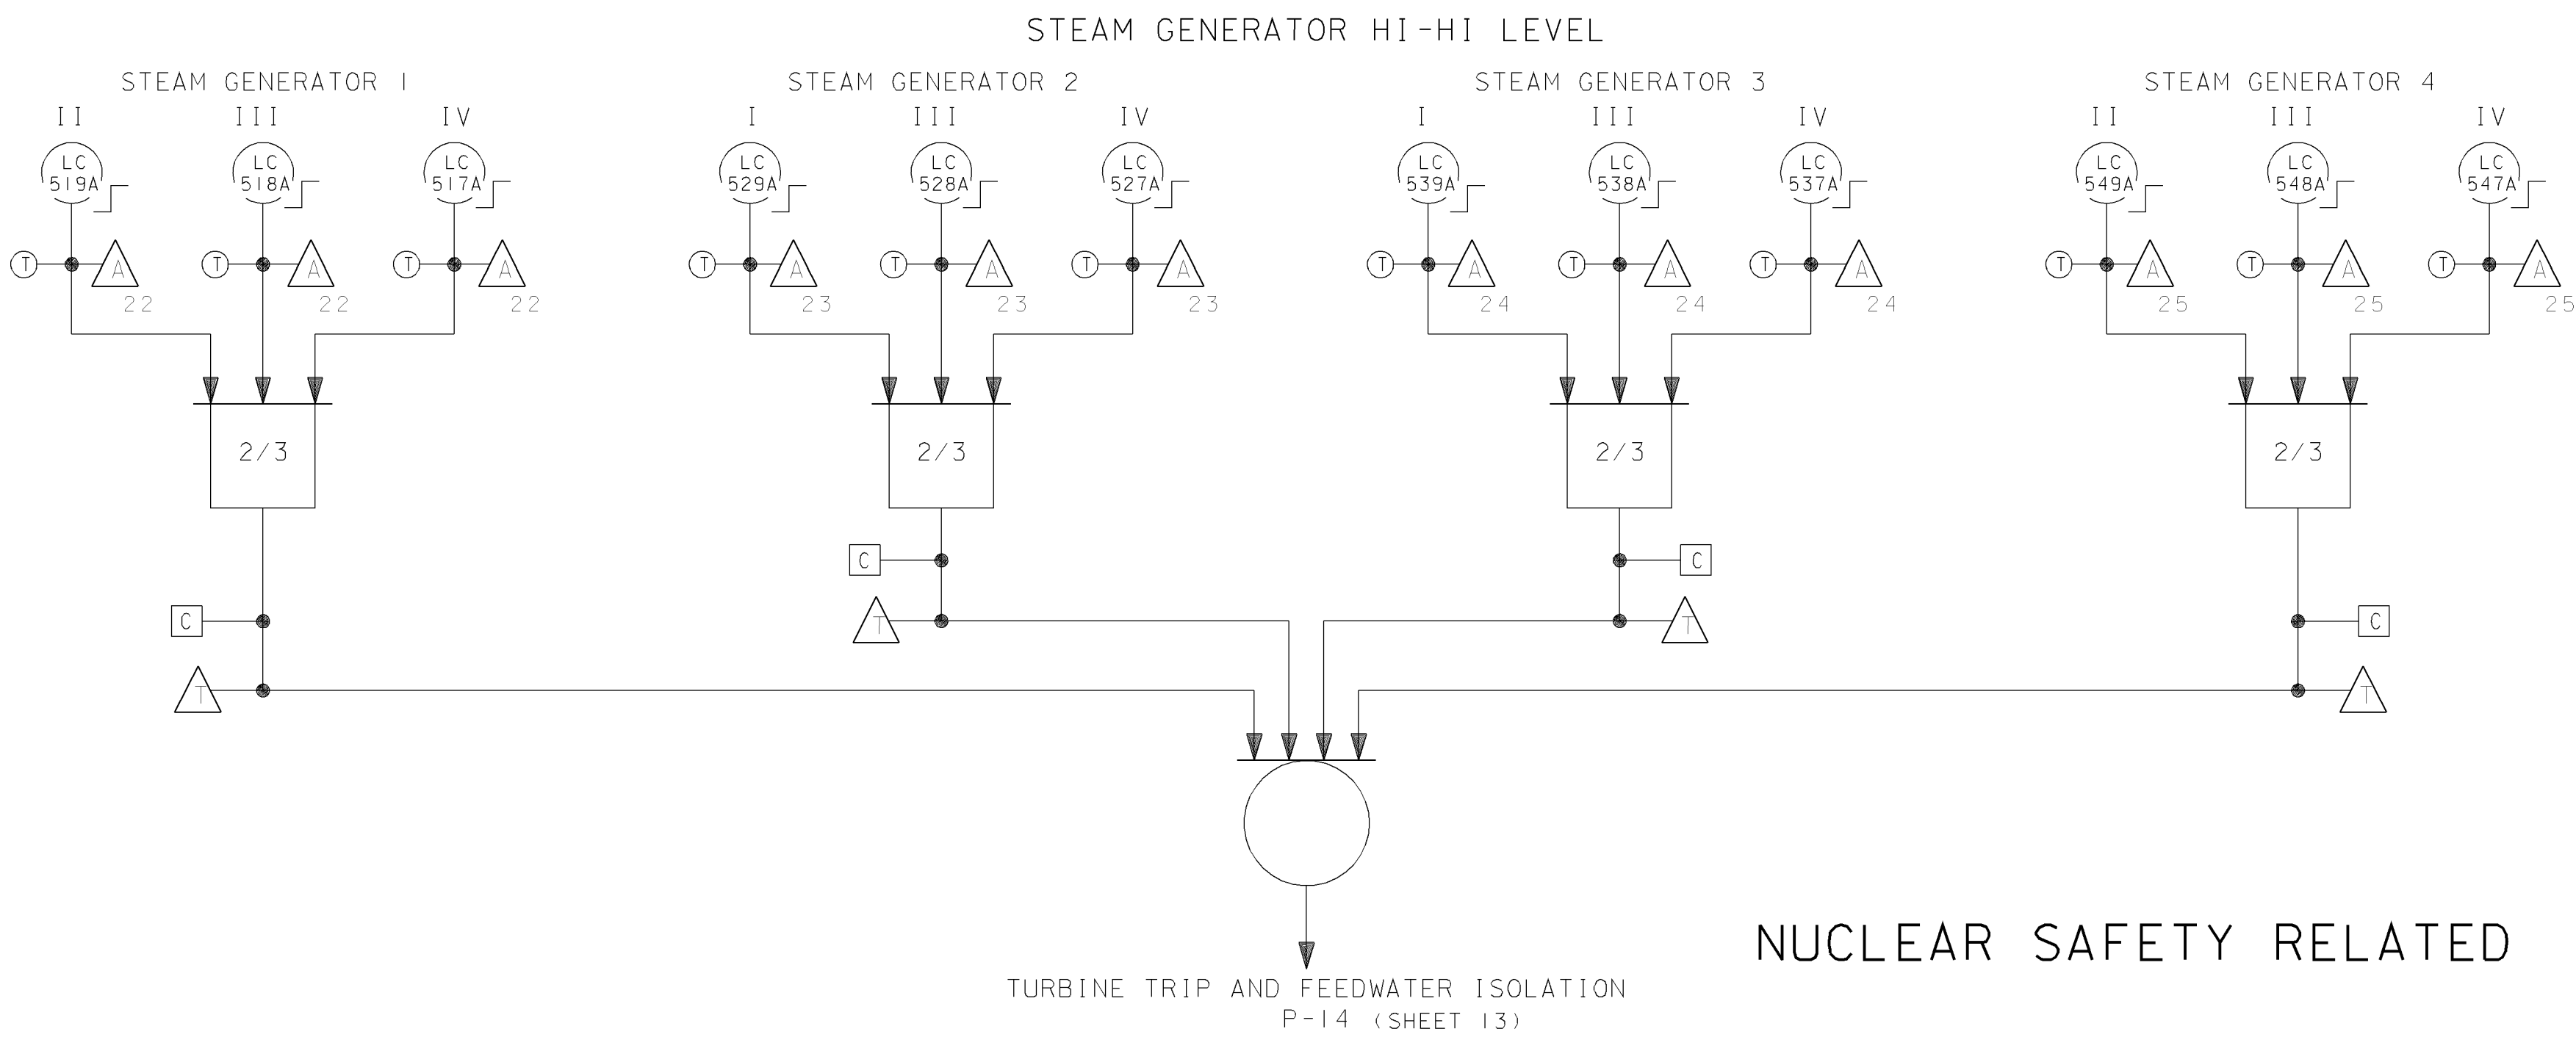 STEAM GENERATOR HI-HI LEVEL
STEAM GENERATOR 1 STEAM GENERATOR 2 STEAM GENERATOR 3 STEAM GENERATOR 4
II III IV I III IV I III IV II III IV
LC LC LC LC LC LC LC LC LC LC LC LC
519A 518A 517A 529A 528A 527A 539A 538A 537A 549A 548A 547A
T A T A T A T A T A T A T A T A T A T A T A T A
22 22 22 23 23 23 24 24 24 25 25 25
2/3 2/3 2/3 2/3
C C
C T T C
T T
NUCLEAR SAFETY RELATED
TURBINE TRIP AND FEEDWATER ISOLATION
P-14 (SHEET 13)